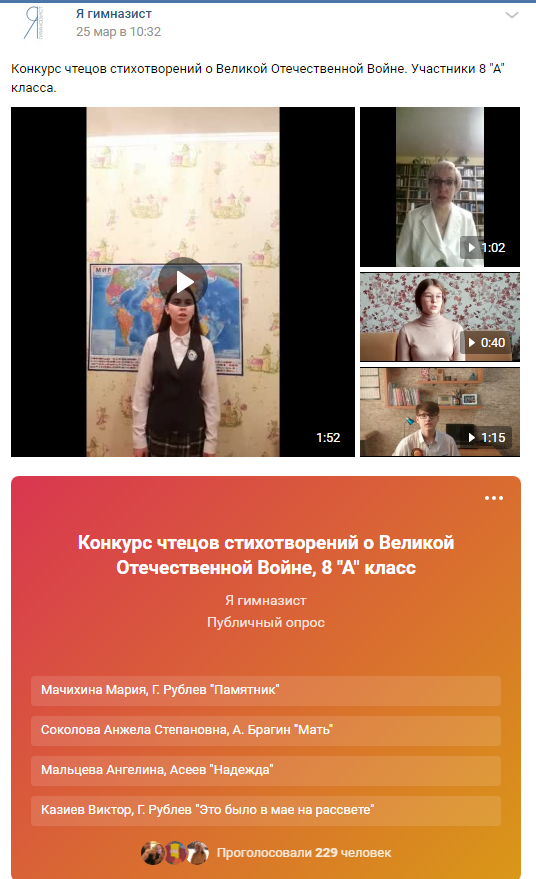 Я гимназист
25 мар в 10:32
Конкурс чтецов стихотворений о Великой Отечественной Войне. Участники 8 "А"
класса.
МИР
1:52
1:02
0:40
1:15
Конкурс чтецов стихотворений о Великой
Отечественной Войне, 8 "А" класс
Я гимназист
Публичный опрос
Мачихина Мария, Г. Рублев "Памятник"
Соколова Анжела Степановна, А. Брагин "Мать"
Мальцева Ангелина, Асеев "Надежда"
Казиев Виктор, Г. Рублев "Это было в мае на рассвете"
Проголосовали 229 человек